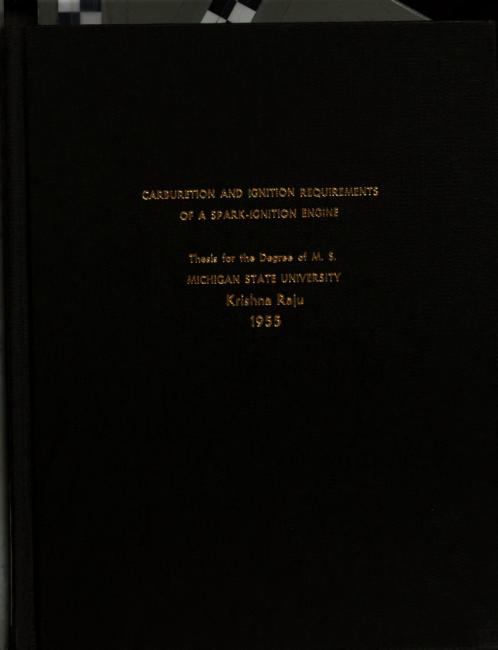 CARBURETION AND IGNITION REQUIREMENTS
OF A SPARK-IGNITION ENGINE
Thesis for the Degree of M. S.
MICHIGAN STATE UNIVERSITY
Krishna Raju
1955